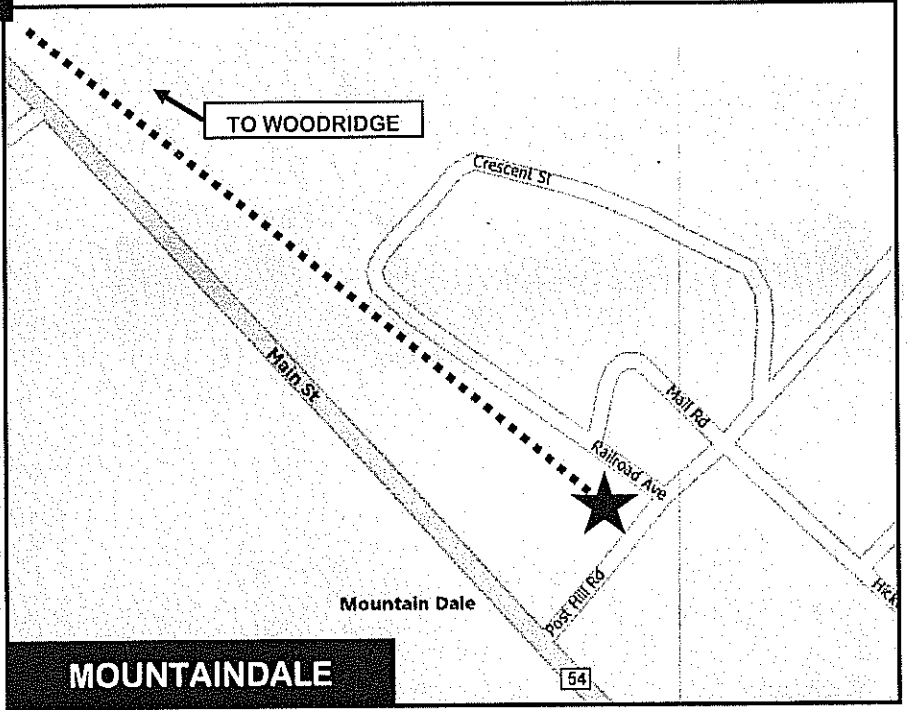 TO WOODRIDGE
Crescent St
Main St
Mall Rd
Railroad Ave
Post Hill Rd
Mountain Dale
MOUNTAINDALE
54